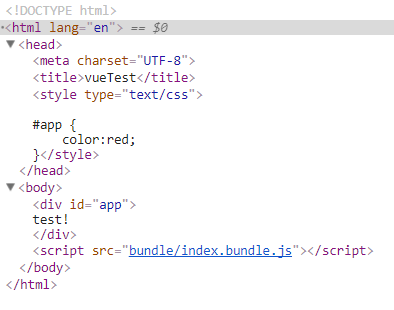 <!DOCTYPE html>
<html lang="en"> == $0
<head>
<meta charset="UTF-8">
<title>vueTest</title>
<style type="text/css">
#app {
color:red;
}</style>
</head>
<body>
<div id="app">
test!
</div>
<script src="bundle/index.bundle.js"></script>
</body>
</html>